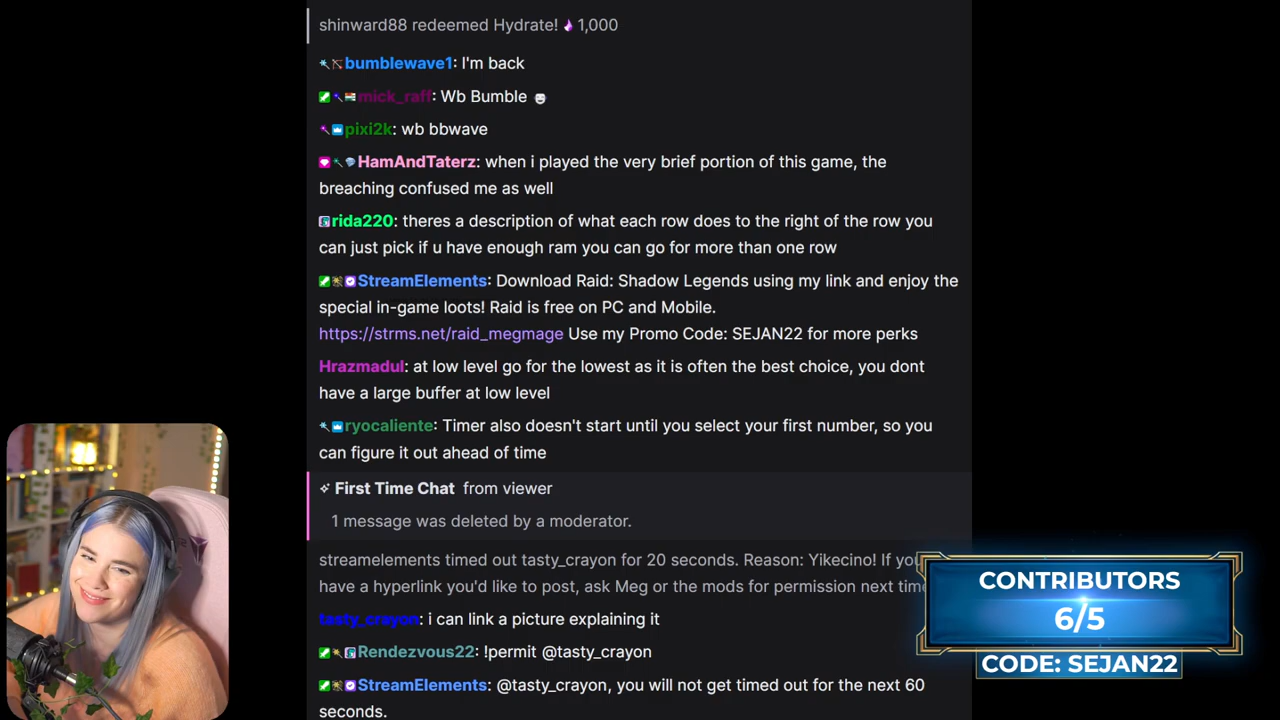 shinward88 redeemed Hydrate! 1,000
bumblewave1: I'm back
mick_raff: Wb Bumble
pixi2k: wb bbwave
HamAndTaterz: when i played the very brief portion of this game, the
breaching confused me as well
rida220: theres a description of what each row does to the right of the row you
can just pick if u have enough ram you can go for more than one row
StreamElements: Download Raid: Shadow Legends using my link and enjoy the
special in-game loots! Raid is free on PC and Mobile.
https://strms.net/raid_megmage Use my Promo Code: SEJAN22 for more perks
Hrazmadul: at low level go for the lowest as it is often the best choice, you dont
have a large buffer at low level
ryocaliente: Timer also doesn't start until you select your first number, so you
can figure it out ahead of time
First Time Chat from viewer
1 message was deleted by a moderator.
streamelements timed out tasty_crayon for 20 seconds. Reason: Yikecino! If you
have a hyperlink you'd like to post, ask Meg or the mods for permission next
tasty_crayon: i can link a picture explaining it
Rendezvous22: !permit @tasty_crayon
StreamElements: @tasty_crayon, you will not get timed out for the next 60
seconds.
CONTRIBUTORS
6/5
CODE: SEJAN22